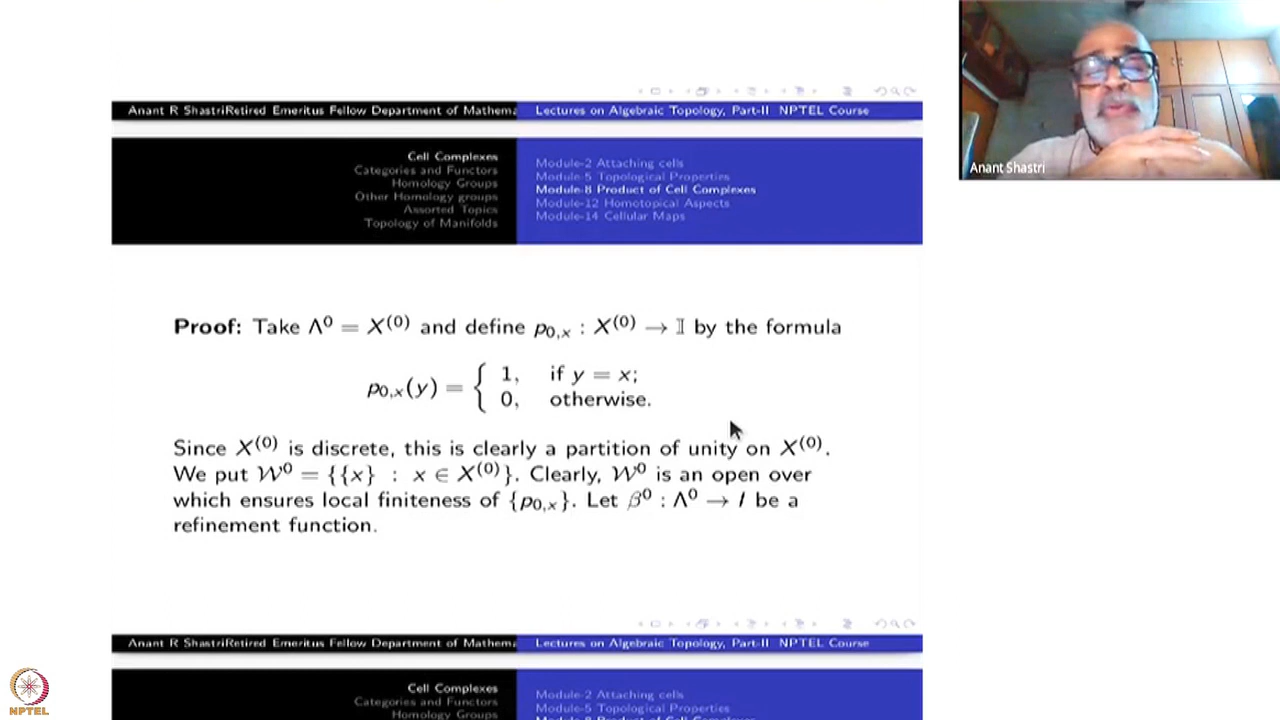 Anant R ShastriRetired Emeritus Fellow Department of Mathema
Lectures on Algebraic Topology, Part-II NPTEL Course
Cell Complexes
Categories and Functors
Homology Groups
Other Homology groups
Assorted Topics
Topology of Manifolds
Module-2 Attaching cells
Module-5 Topological Properties
Module-8 Product of Cell Complexes
Module-12 Homotopical Aspects
Module-14 Cellular Maps
Proof: Take Λ⁰ = X⁽⁰⁾ and define p₀,ₓ : X⁽⁰⁾ → 𝕀 by the formula
p₀,ₓ(y) = { 1, if y = x;
0, otherwise.
Since X⁽⁰⁾ is discrete, this is clearly a partition of unity on X⁽⁰⁾.
We put 𝒲⁰ = {{x} : x ∈ X⁽⁰⁾}. Clearly, 𝒲⁰ is an open over
which ensures local finiteness of {p₀,ₓ}. Let β⁰ : Λ⁰ → I be a
refinement function.
Anant R ShastriRetired Emeritus Fellow Department of Mathema
Lectures on Algebraic Topology, Part-II NPTEL Course
Cell Complexes
Categories and Functors
Homology Groups
Module-2 Attaching cells
Module-5 Topological Properties
Anant Shastri
NPTEL